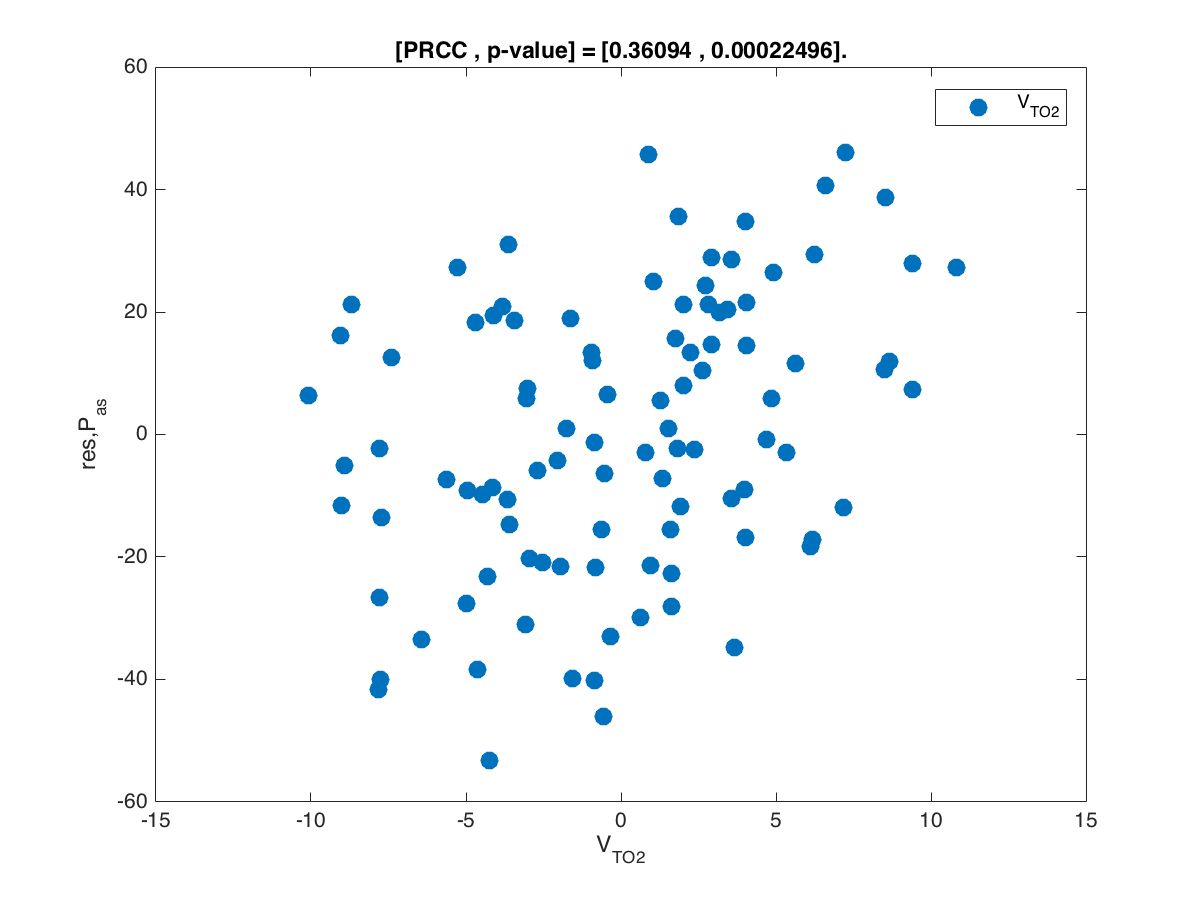 [PRCC , p-value] = [0.36094 , 0.00022496].
V_TO2
60
40
20
0
-20
-40
-60
res,P_as
-15 -10 -5 0 5 10 15
V_TO2